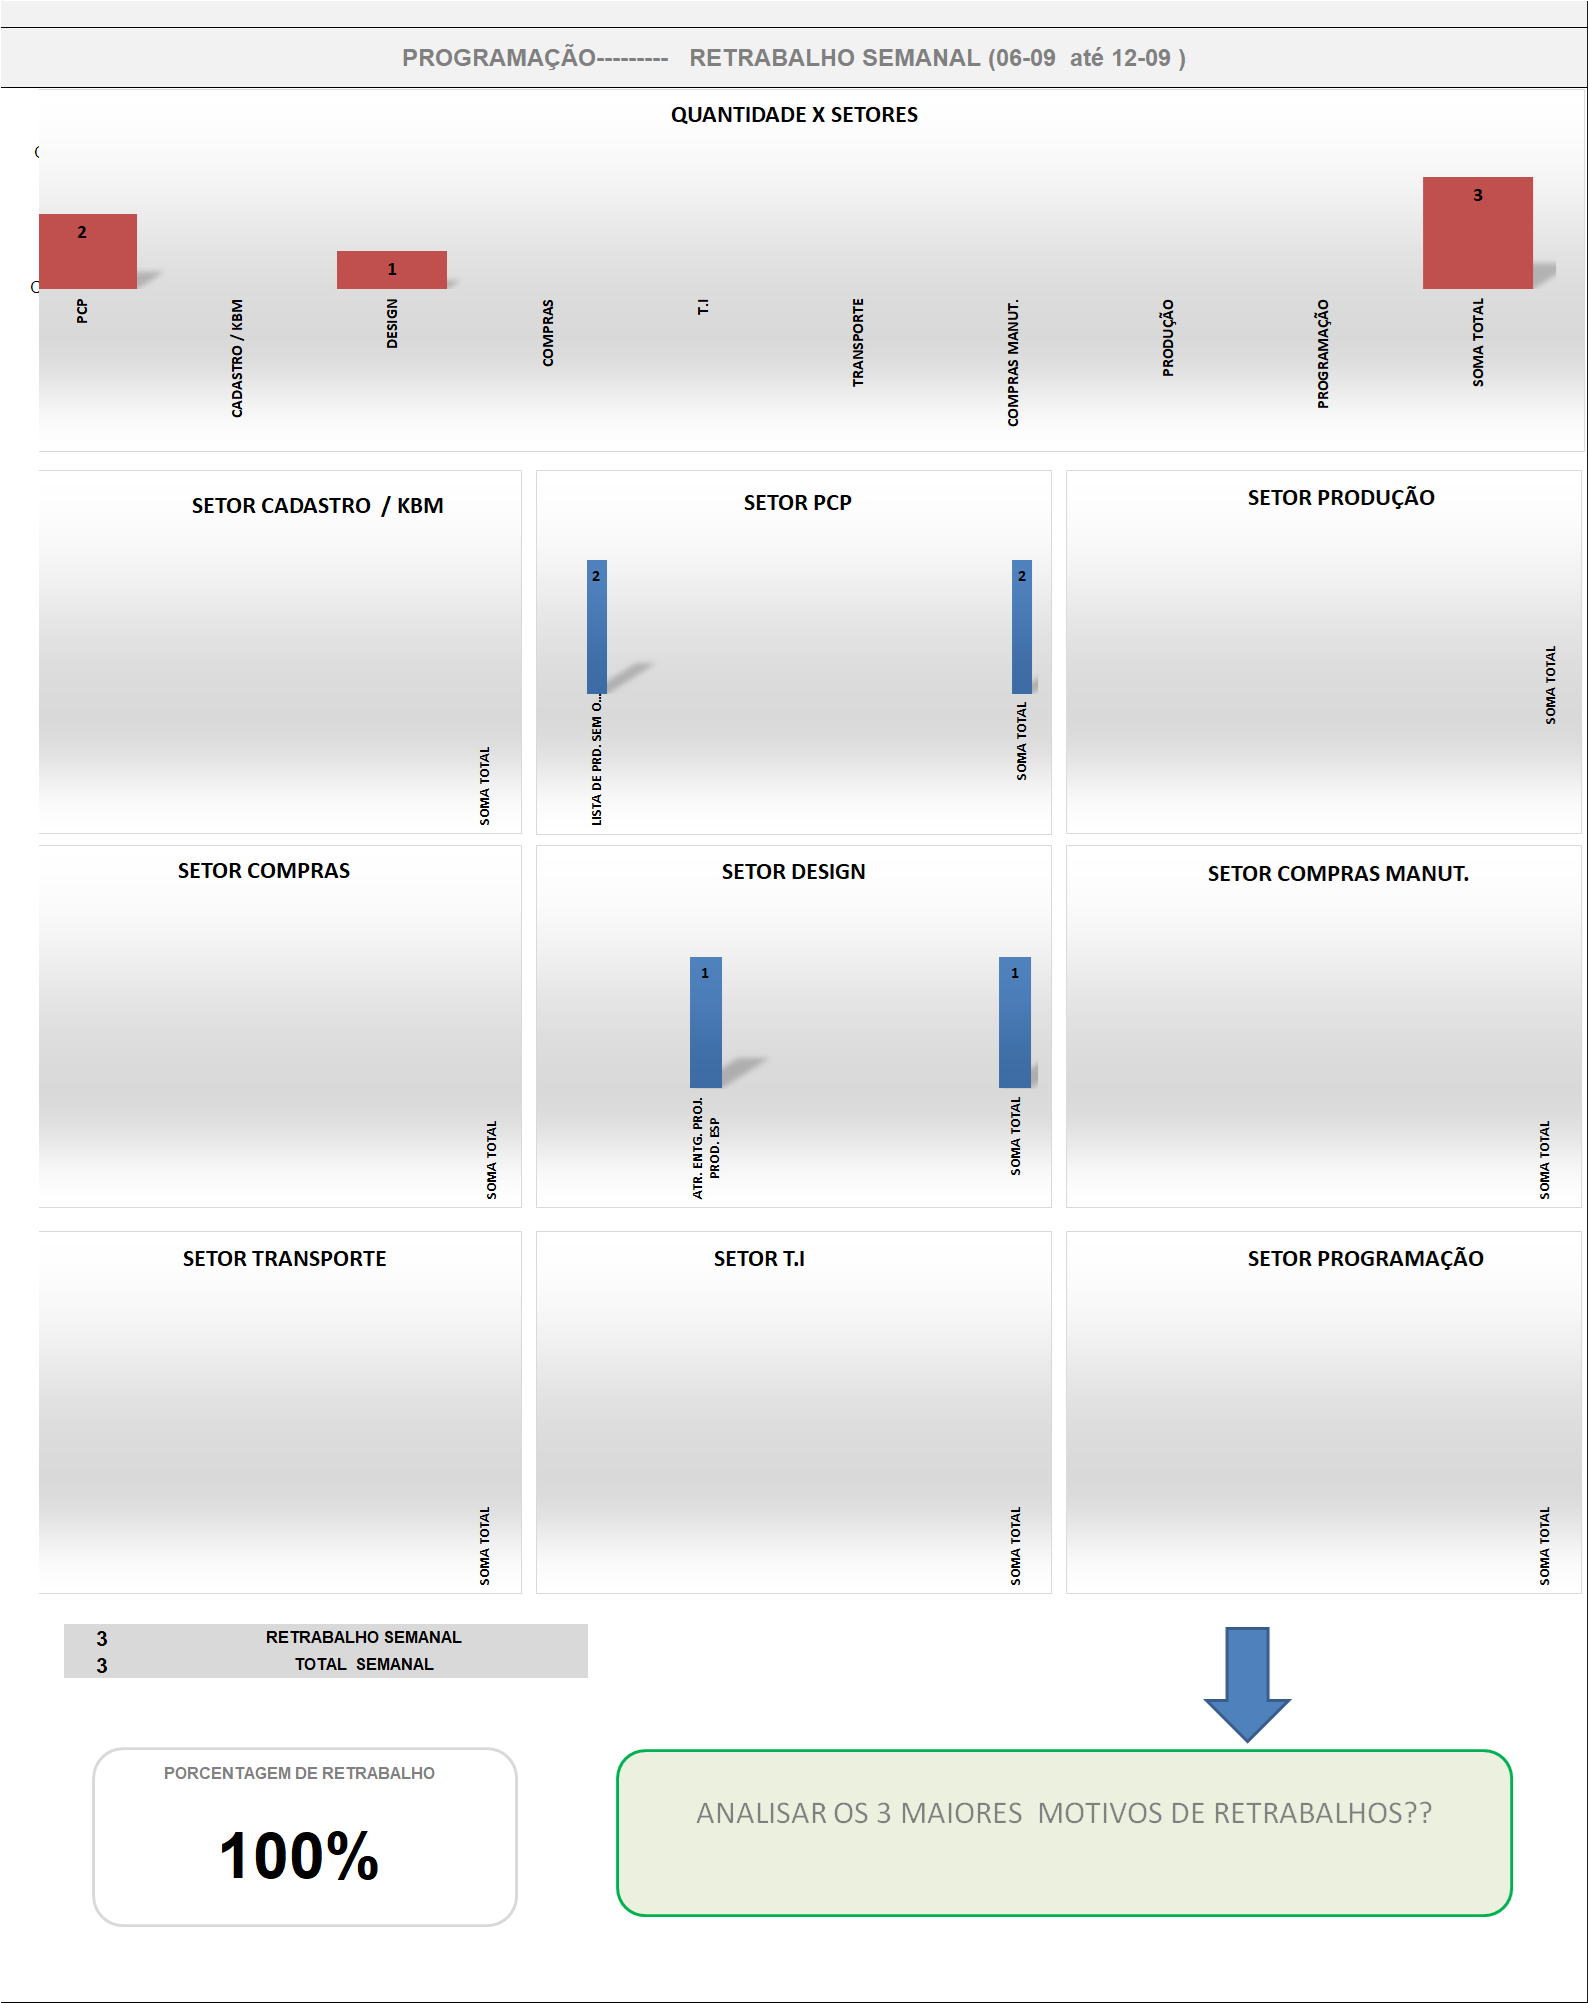 PROGRAMAÇÃO--------- RETRABALHO SEMANAL (06-09 até 12-09 )
QUANTIDADE X SETORES
2
1
3
PCP
CADASTRO / KBM
DESIGN
COMPRAS
T.I
TRANSPORTE
COMPRAS MANUT.
PRODUÇÃO
PROGRAMAÇÃO
SOMA TOTAL
SETOR CADASTRO / KBM
SOMA TOTAL
SETOR PCP
2
2
LISTA DE PRD. SEM O...
SOMA TOTAL
SETOR PRODUÇÃO
SOMA TOTAL
SETOR COMPRAS
SOMA TOTAL
SETOR DESIGN
1
1
ATR. ENTG. PROJ.
PROD. ESP
SOMA TOTAL
SETOR COMPRAS MANUT.
SOMA TOTAL
SETOR TRANSPORTE
SOMA TOTAL
SETOR T.I
SOMA TOTAL
SETOR PROGRAMAÇÃO
SOMA TOTAL
3 RETRABALHO SEMANAL
3 TOTAL SEMANAL
PORCENTAGEM DE RETRABALHO
100%
ANALISAR OS 3 MAIORES MOTIVOS DE RETRABALHOS??